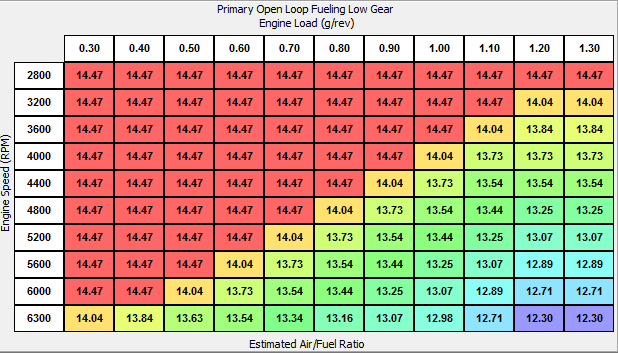 Primary Open Loop Fueling Low Gear
Engine Load (g/rev)
0.30 0.40 0.50 0.60 0.70 0.80 0.90 1.00 1.10 1.20 1.30
Engine Speed (RPM)
2800 14.47 14.47 14.47 14.47 14.47 14.47 14.47 14.47 14.47 14.47 14.47
3200 14.47 14.47 14.47 14.47 14.47 14.47 14.47 14.47 14.47 14.04 14.04
3600 14.47 14.47 14.47 14.47 14.47 14.47 14.47 14.47 14.04 13.84 13.84
4000 14.47 14.47 14.47 14.47 14.47 14.47 14.47 14.04 13.73 13.73 13.73
4400 14.47 14.47 14.47 14.47 14.47 14.47 14.04 13.73 13.54 13.54 13.54
4800 14.47 14.47 14.47 14.47 14.47 14.04 13.73 13.54 13.44 13.25 13.25
5200 14.47 14.47 14.47 14.47 14.04 13.73 13.54 13.44 13.25 13.07 13.07
5600 14.47 14.47 14.47 14.04 13.73 13.54 13.44 13.25 13.07 12.89 12.89
6000 14.47 14.47 14.04 13.73 13.54 13.44 13.25 13.07 12.89 12.71 12.71
6300 14.04 13.84 13.63 13.54 13.34 13.16 13.07 12.98 12.71 12.30 12.30
Estimated Air/Fuel Ratio